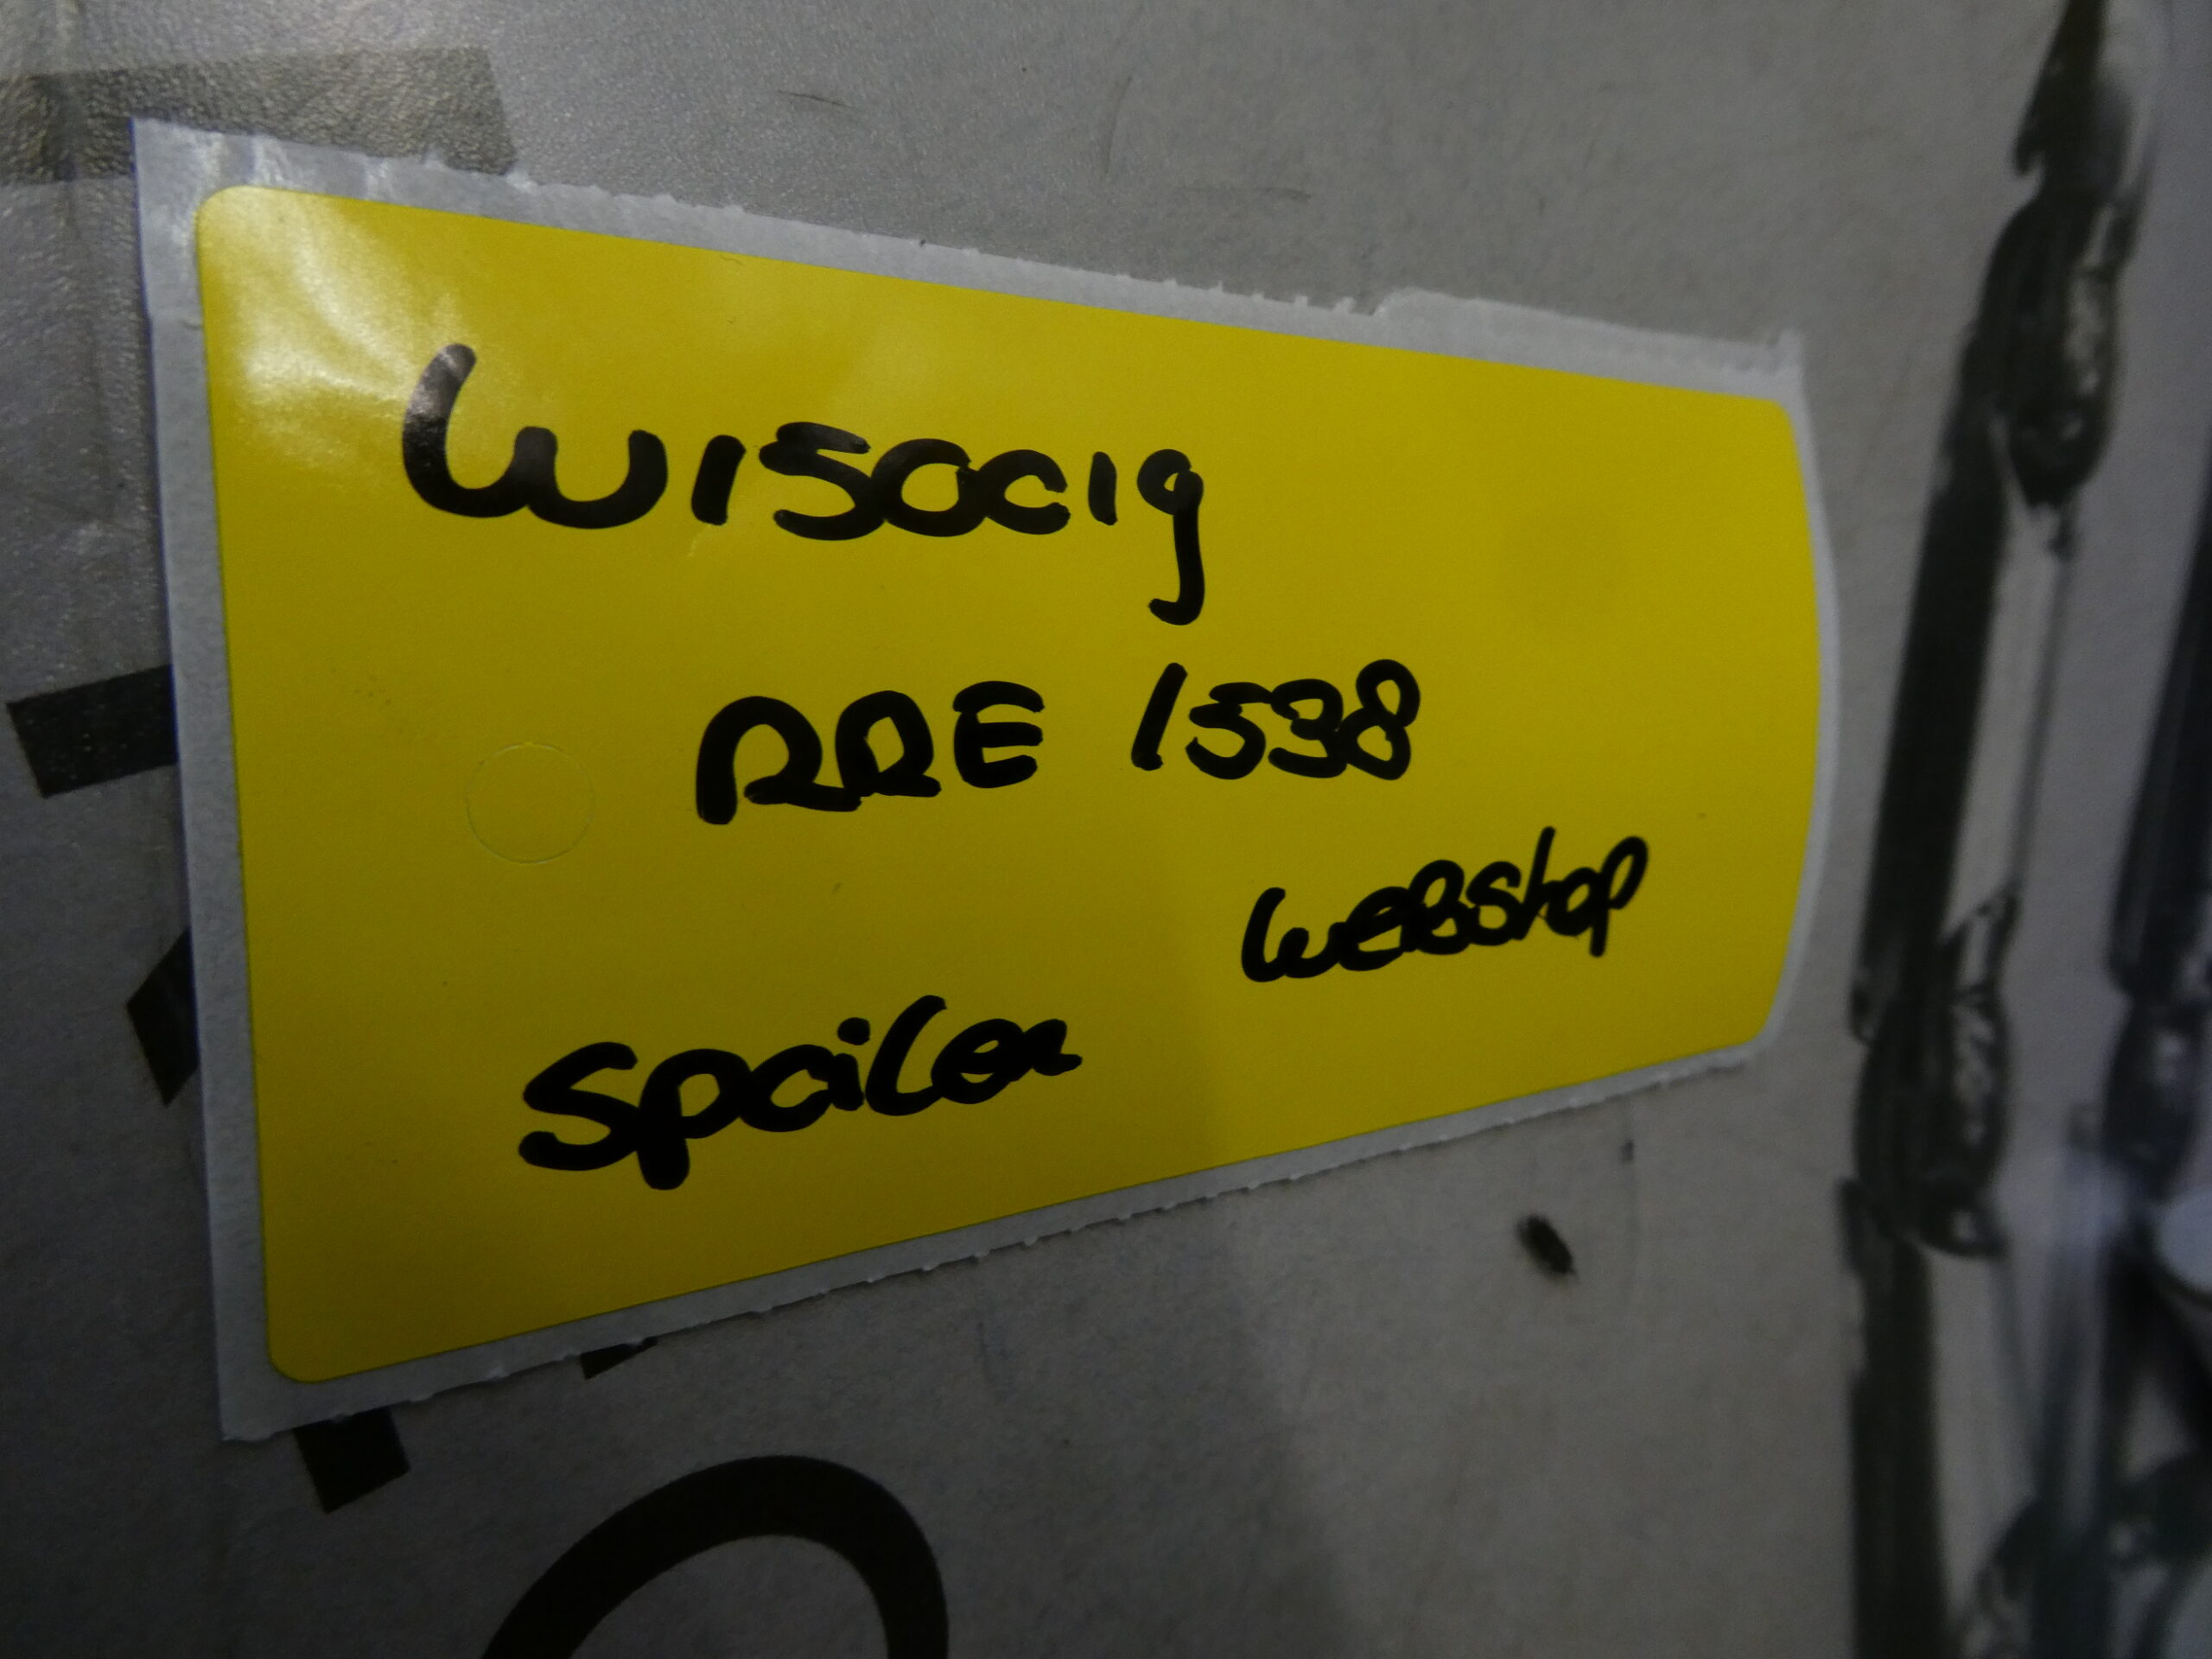 W150C19
RRE 1538
WEBShop
Spoiler